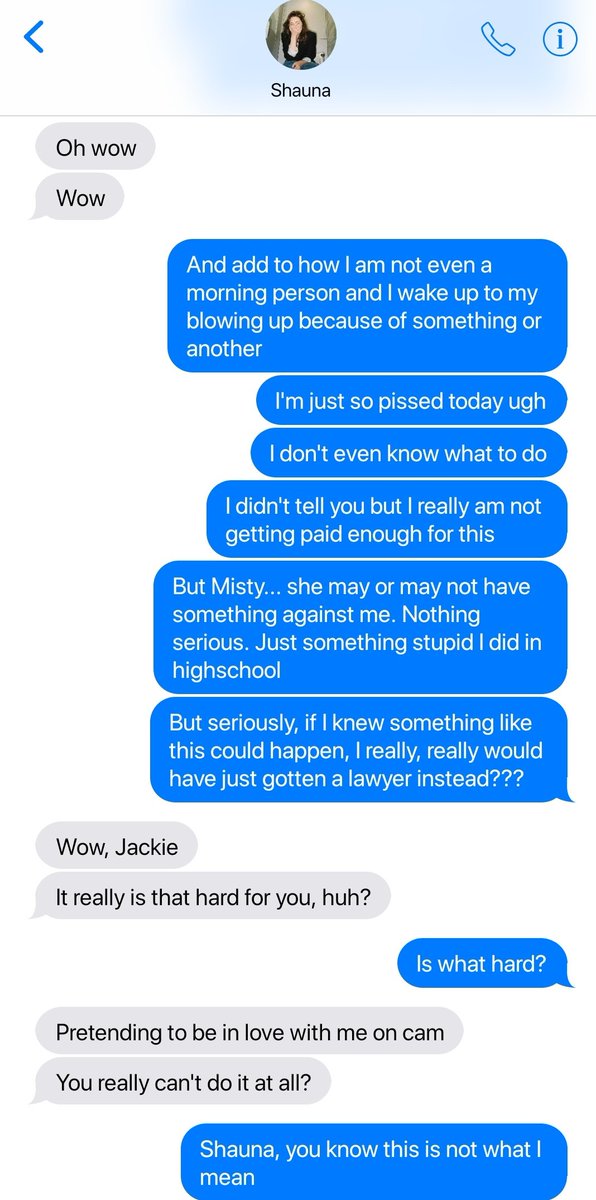 Shauna
Oh wow
Wow
And add to how I am not even a
morning person and I wake up to my
blowing up because of something or
another
I'm just so pissed today ugh
I don't even know what to do
I didn't tell you but I really am not
getting paid enough for this
But Misty... she may or may not have
something against me. Nothing
serious. Just something stupid I did in
highschool
But seriously, if I knew something like
this could happen, I really, really would
have just gotten a lawyer instead???
Wow, Jackie
It really is that hard for you, huh?
Is what hard?
Pretending to be in love with me on cam
You really can't do it at all?
Shauna, you know this is not what I
mean